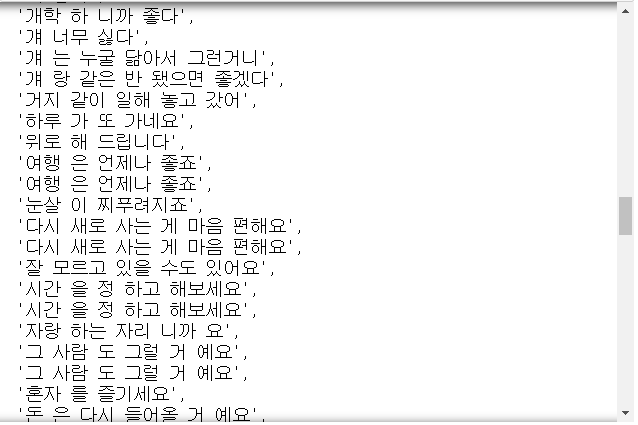 '개학 하 니까 좋다',
'걔 너무 싫다',
'걔 는 누굴 닮아서 그런거니',
'걔 랑 같은 반 됐으면 좋겠다',
'거지 같이 일해 놓고 갔어',
'하루 가 또 가네요',
'위로 해 드립니다',
'여행 은 언제나 좋죠',
'여행 은 언제나 좋죠',
'눈살 이 찌푸려지죠',
'다시 새로 사는 게 마음 편해요',
'다시 새로 사는 게 마음 편해요',
'잘 모르고 있을 수도 있어요',
'시간 을 정 하고 해보세요',
'시간 을 정 하고 해보세요',
'자랑 하는 자리 니까 요',
'그 사람 도 그럴 거 예요',
'그 사람 도 그럴 거 예요',
'혼자 를 즐기세요',
'돈 은 다시 들어올 거 예요',